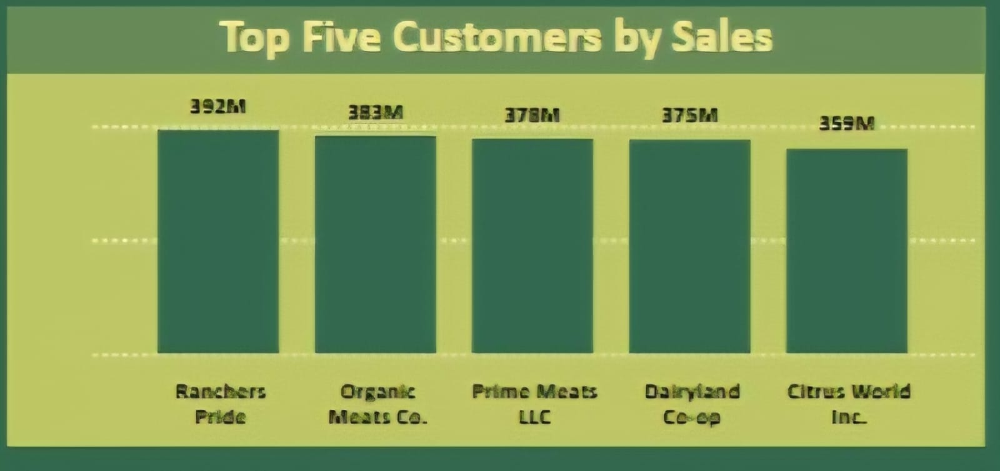 Top Five Customers by Sales
392M
383M
378M
375M
359M
Ranchers
Pride
Organic
Meats Co.
Prime Meats
LLC
Dairyland
Co-op
Citrus World
Inc.